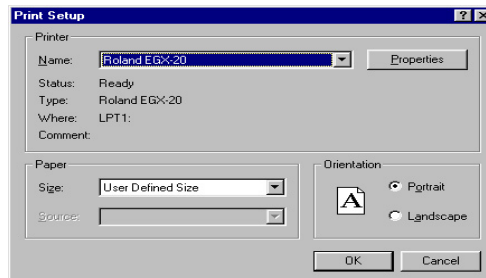 Print Setup
Printer
Name: Roland EGX-20 Properties
Status: Ready
Type: Roland EGX-20
Where: LPT1:
Comment:
Paper Orientation
Size: User Defined Size
A Portrait
Source: Landscape
OK Cancel